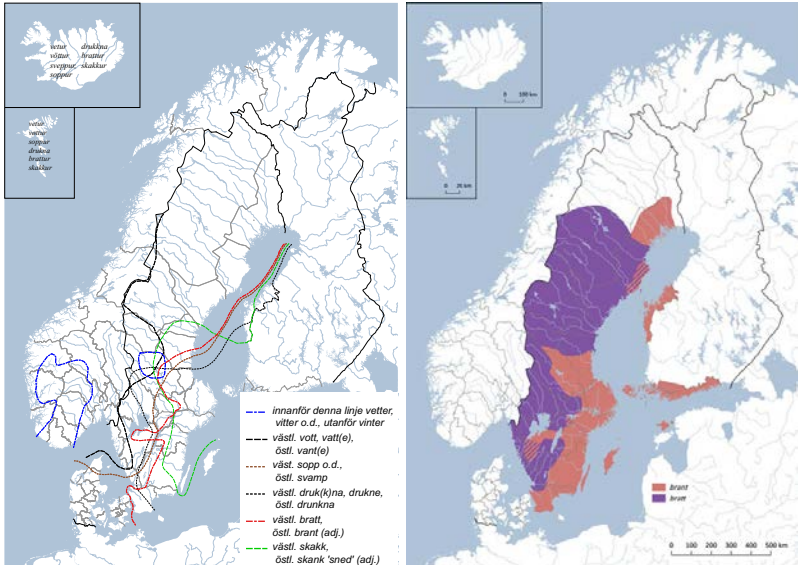 vetur drukkna
vöttur brattur
sveppur skakkur
soppur
vetur
vøttur
soppur
drukna
brattur
skakkur
innanför denna linje vetter,
vitter o.d., utanför vinter
västl. vott, vatt(e),
östl. vant(e)
väst. sopp o.d.,
östl. svamp
västl. druk(k)na, drukne,
östl. drunkna
västl. bratt,
östl. brant (adj.)
västl. skakk,
östl. skank 'sned' (adj.)
0 100 km
0 25 km
brant
bratt
0 100 200 300 400 500 km